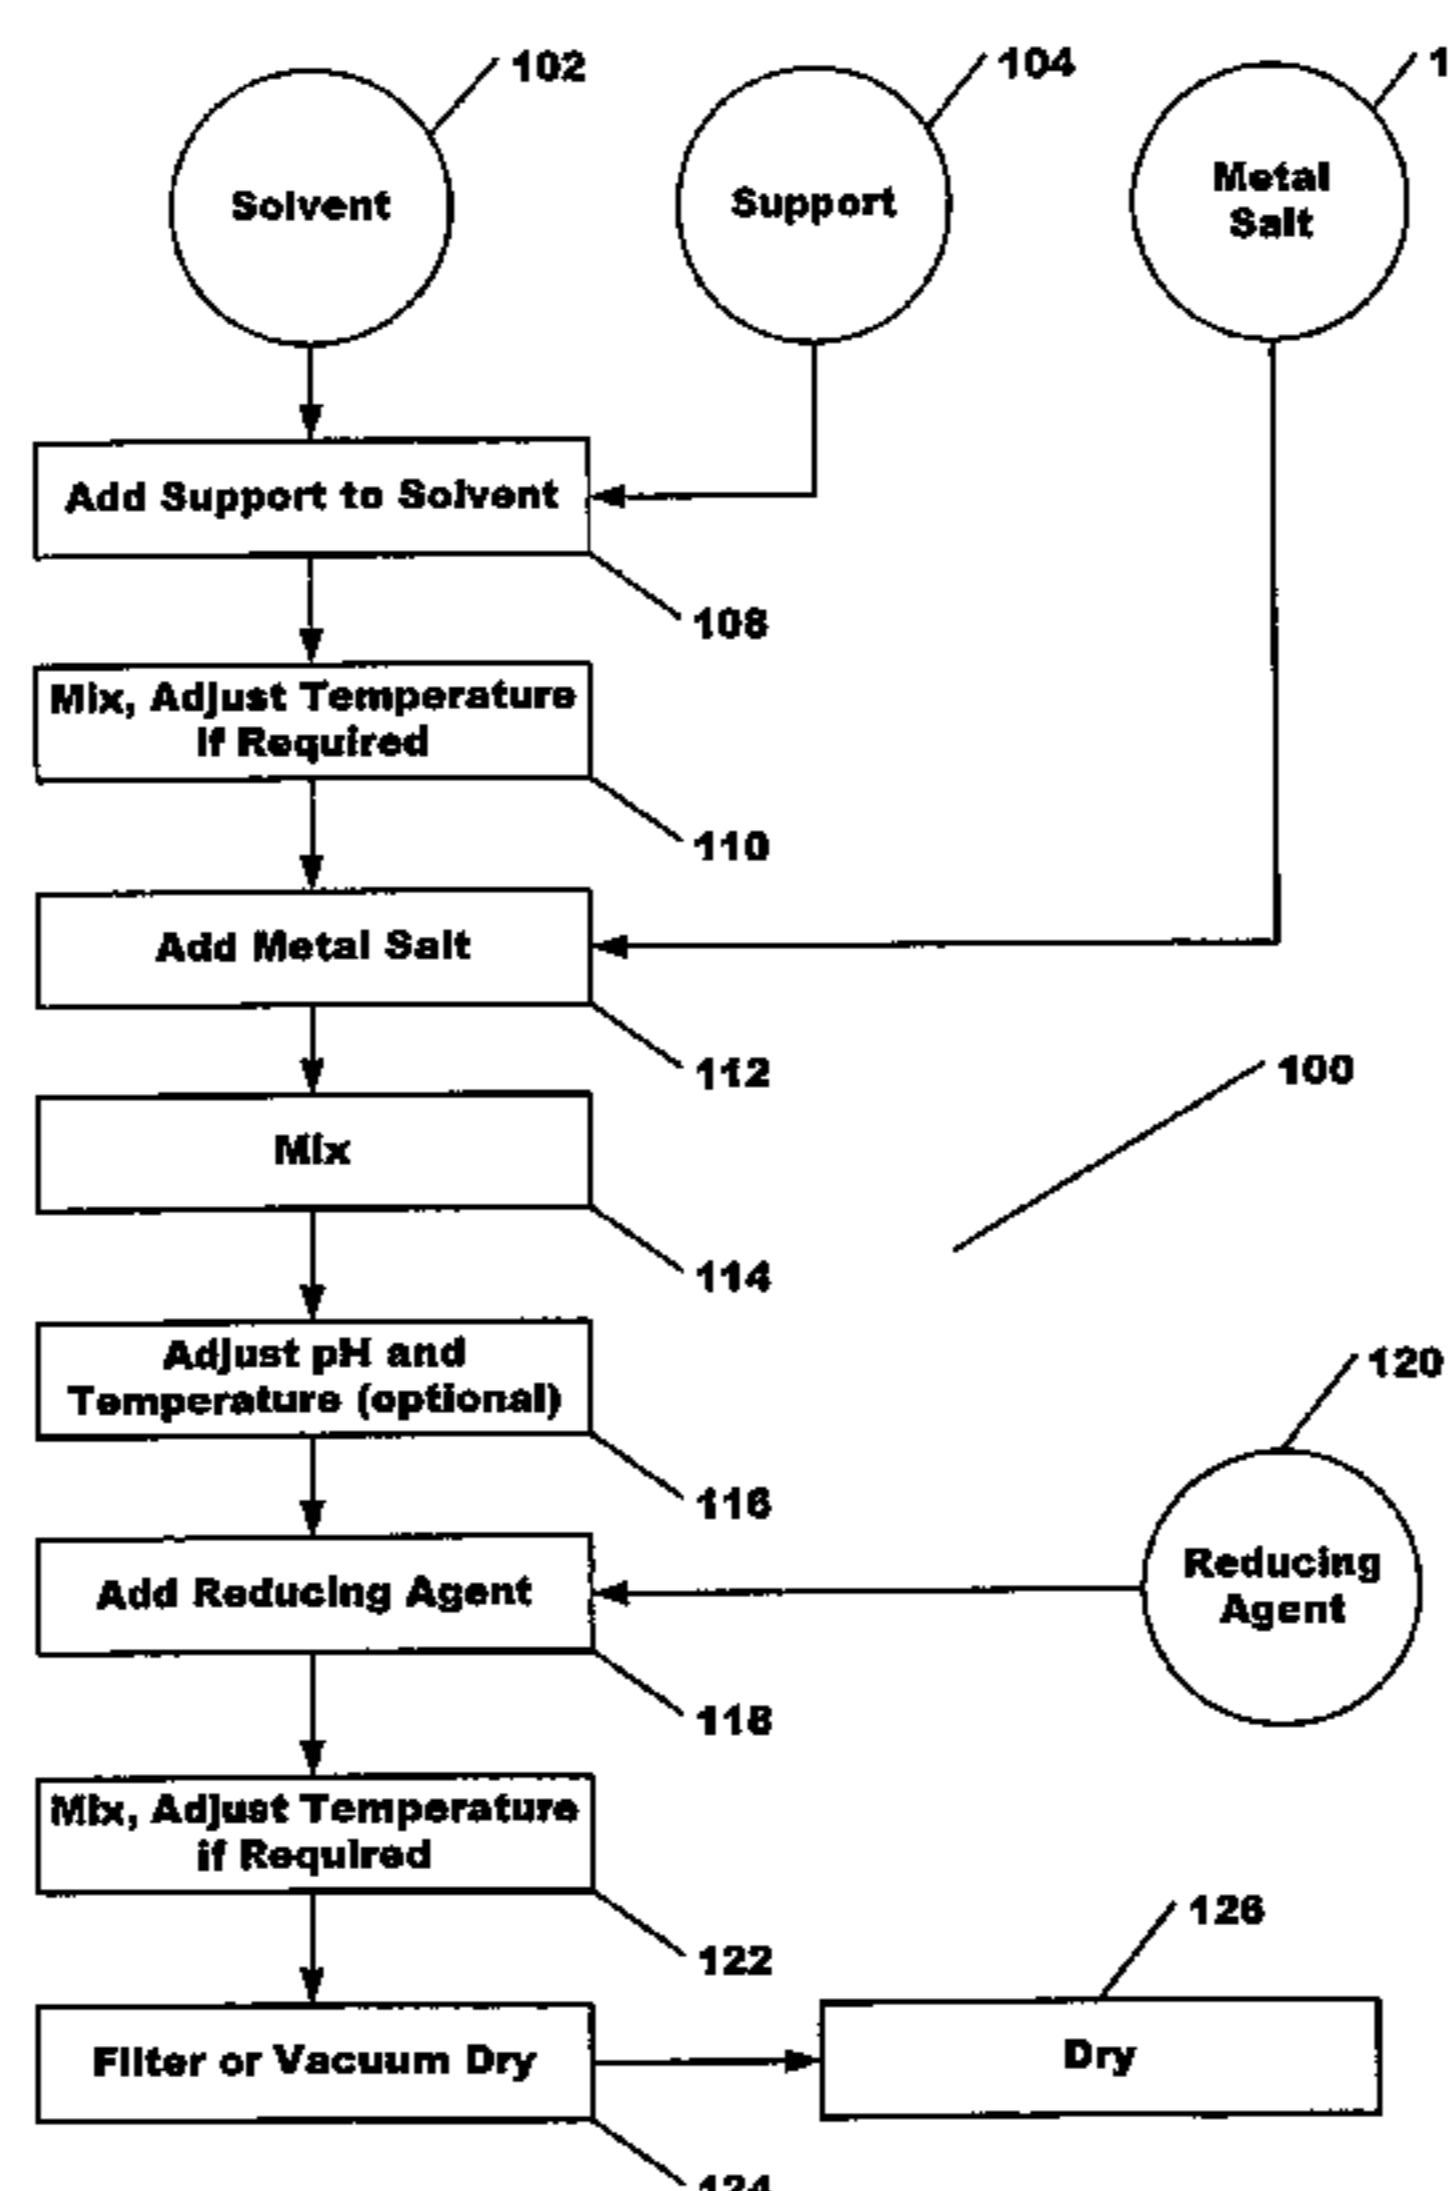 102
104
1
Solvent
Support
Metal
Salt
Add Support to Solvent
108
Mix, Adjust Temperature
if Required
110
Add Metal Salt
112
100
Mix
114
Adjust pH and
Temperature (optional)
120
116
Add Reducing Agent
Reducing
Agent
118
Mix, Adjust Temperature
if Required
126
122
Filter or Vacuum Dry
Dry
124